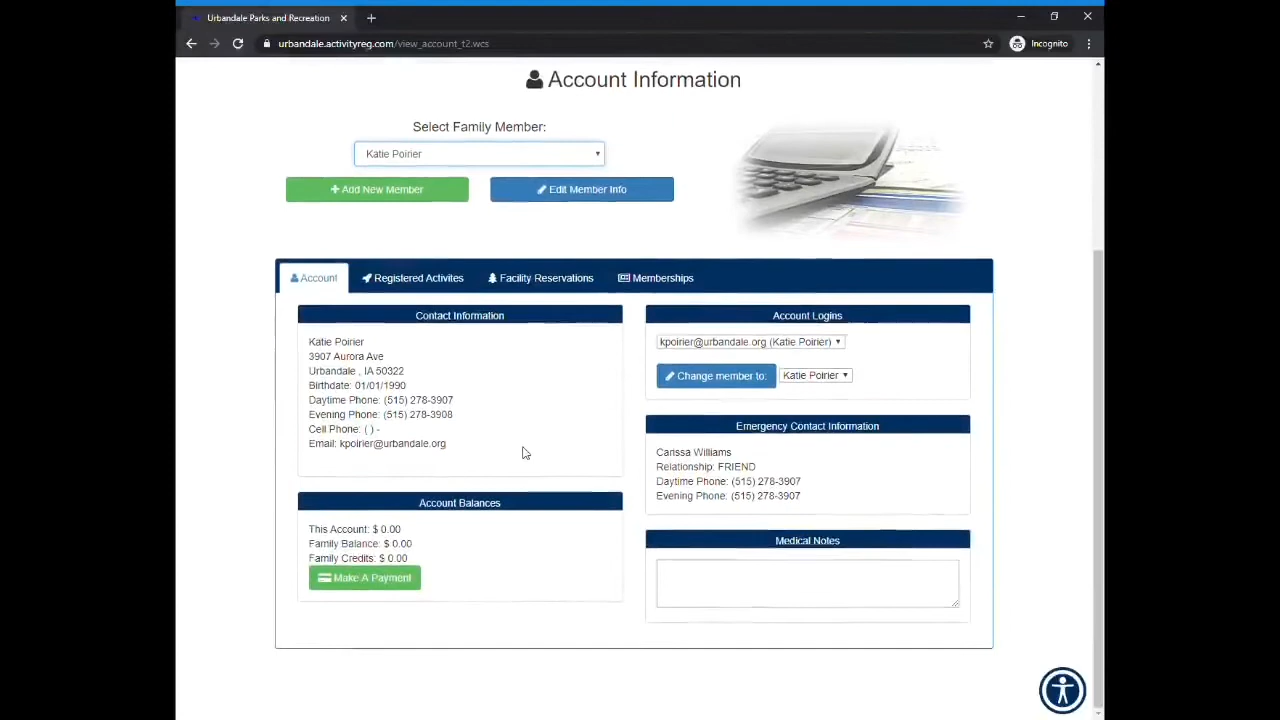 Urbandale Parks and Recreation
urbandale.activityreg.com/view_account_t2.wcs
Incognito
Account Information
Select Family Member:
Katie Poirier
Add New Member
Edit Member Info
Account
Registered Activites
Facility Reservations
Memberships
Contact Information
Katie Poirier
3907 Aurora Ave
Urbandale , IA 50322
Birthdate: 01/01/1990
Daytime Phone: (515) 278-3907
Evening Phone: (515) 278-3908
Cell Phone: ( ) -
Email: kpoirier@urbandale.org
Account Balances
This Account: $ 0.00
Family Balance: $ 0.00
Family Credits: $ 0.00
Make A Payment
Account Logins
kpoirier@urbandale.org (Katie Poirier)
Change member to:
Katie Poirier
Emergency Contact Information
Carissa Williams
Relationship: FRIEND
Daytime Phone: (515) 278-3907
Evening Phone: (515) 278-3907
Medical Notes